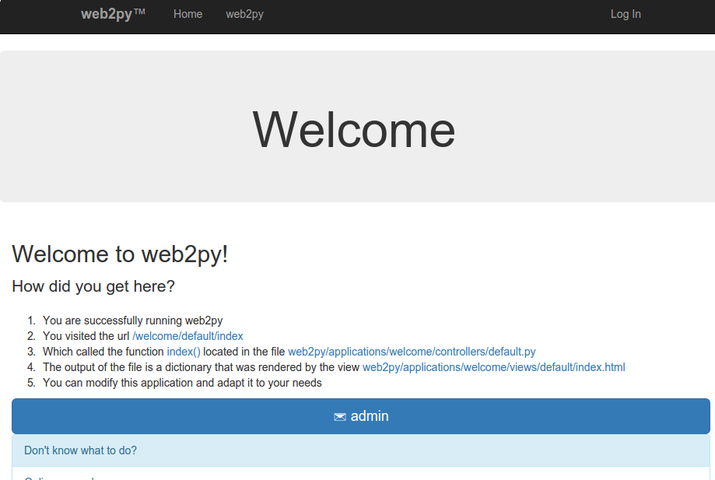 web2py™ Home web2py Log In
Welcome
Welcome to web2py!
How did you get here?
1. You are successfully running web2py
2. You visited the url /welcome/default/index
3. Which called the function index() located in the file web2py/applications/welcome/controllers/default.py
4. The output of the file is a dictionary that was rendered by the view web2py/applications/welcome/views/default/index.html
5. You can modify this application and adapt it to your needs
admin
Don't know what to do?